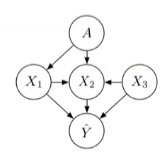 A
X₁ X₂ X₃
Ŷ